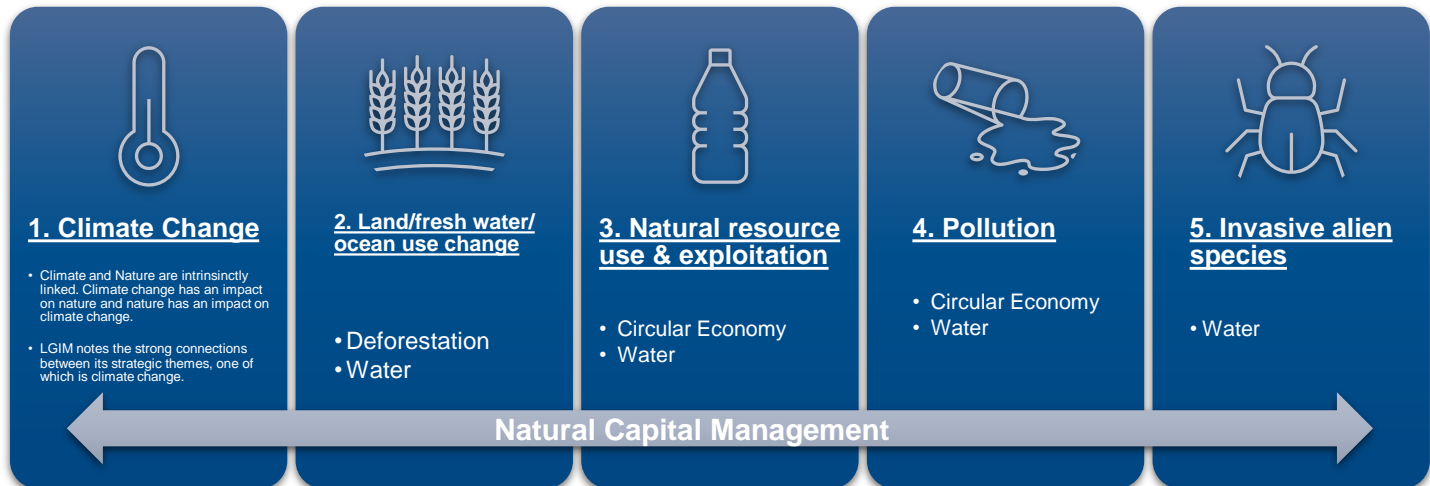 1. Climate Change
• Climate and Nature are intrinsinctly
linked. Climate change has an impact
on nature and nature has an impact on
climate change.
• LGIM notes the strong connections
between its strategic themes, one of
which is climate change.
2. Land/fresh water/
ocean use change
• Deforestation
• Water
3. Natural resource
use & exploitation
• Circular Economy
• Water
4. Pollution
• Circular Economy
• Water
5. Invasive alien
species
• Water
Natural Capital Management